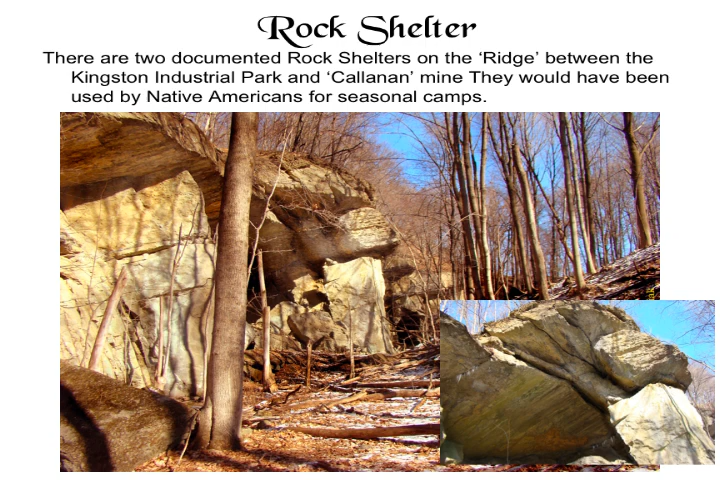 Rock Shelter
There are two documented Rock Shelters on the ‘Ridge’ between the
Kingston Industrial Park and ‘Callanan’ mine They would have been
used by Native Americans for seasonal camps.